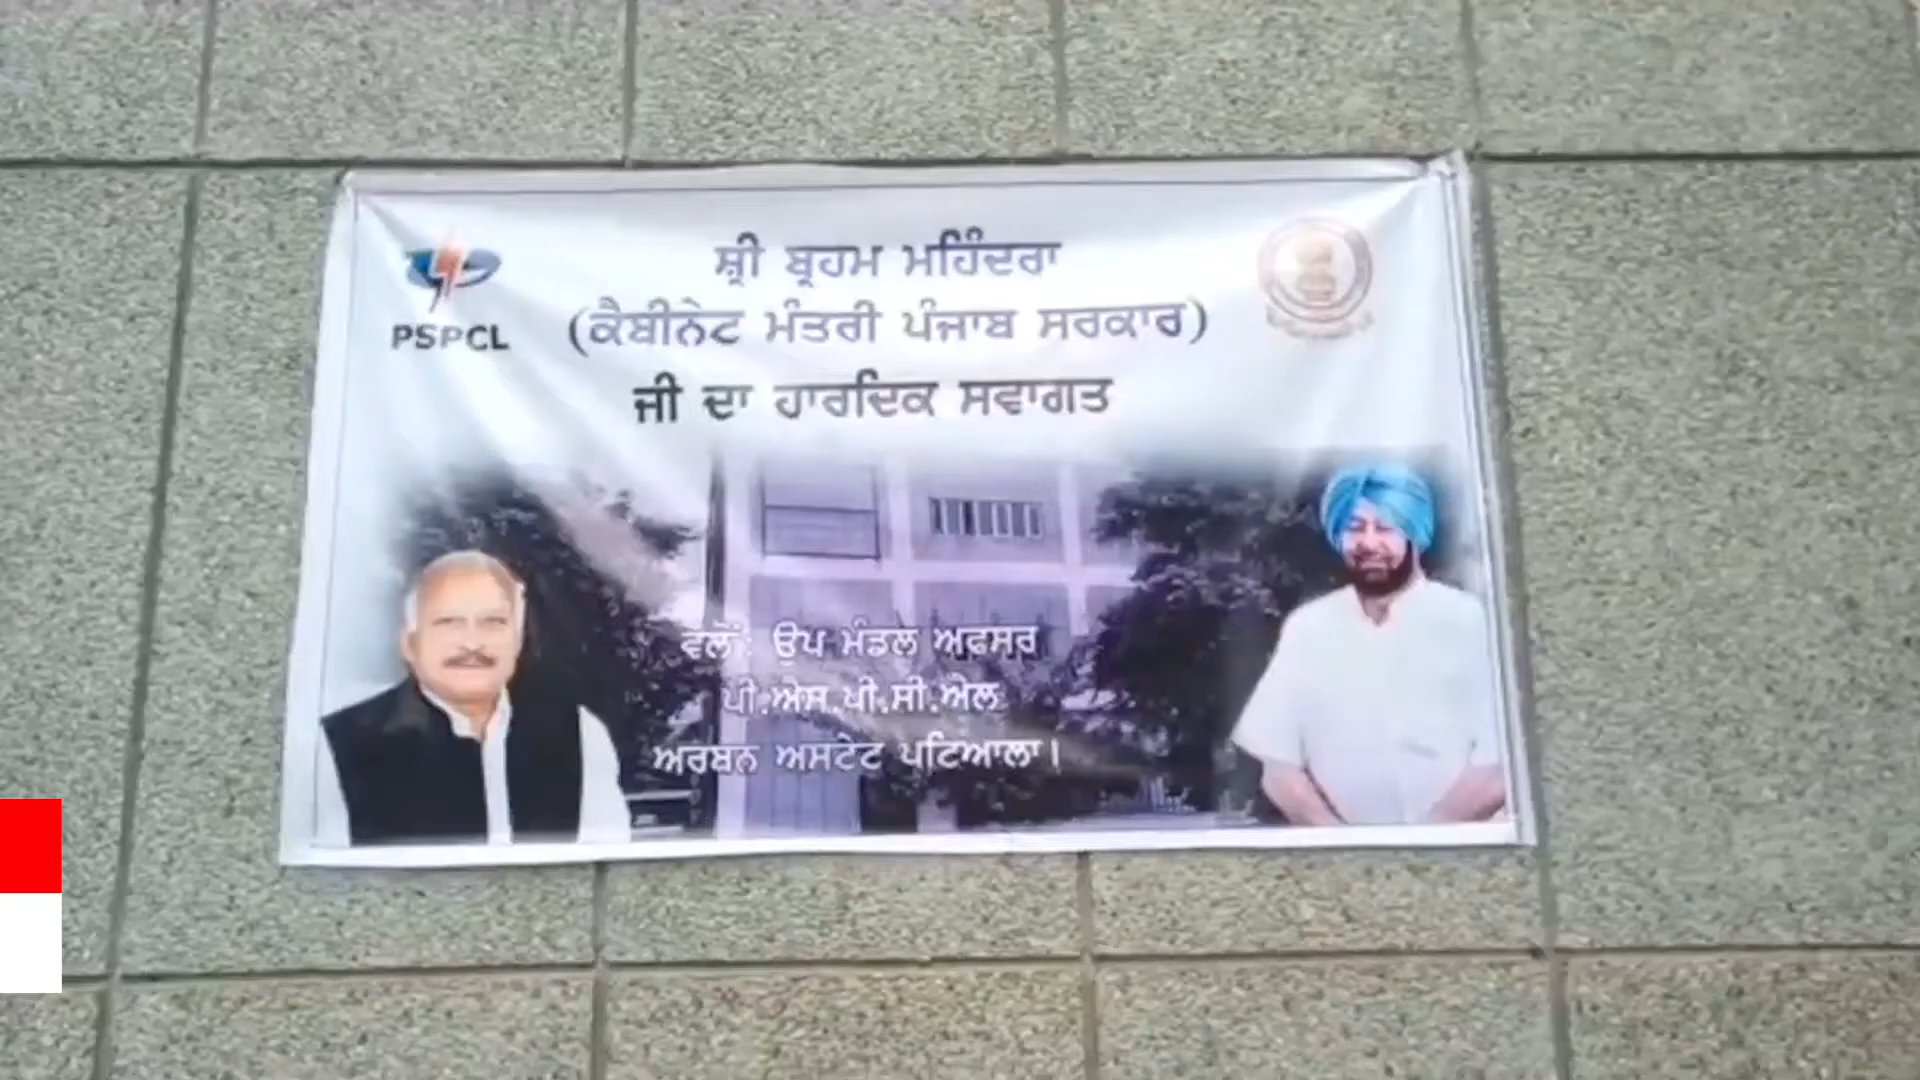 ਸ਼੍ਰੀ ਬ੍ਰਹਮ ਮਹਿੰਦਰਾ
(ਕੈਬੀਨੇਟ ਮੰਤਰੀ ਪੰਜਾਬ ਸਰਕਾਰ)
ਜੀ ਦਾ ਹਾਰਦਿਕ ਸਵਾਗਤ
PSPCL
ਵਲੋਂ: ਉਪ ਮੰਡਲ ਅਫਸਰ
ਪੀ.ਐਸ.ਪੀ.ਸੀ.ਐਲ
ਅਰਬਨ ਅਸਟੇਟ ਪਟਿਆਲਾ।